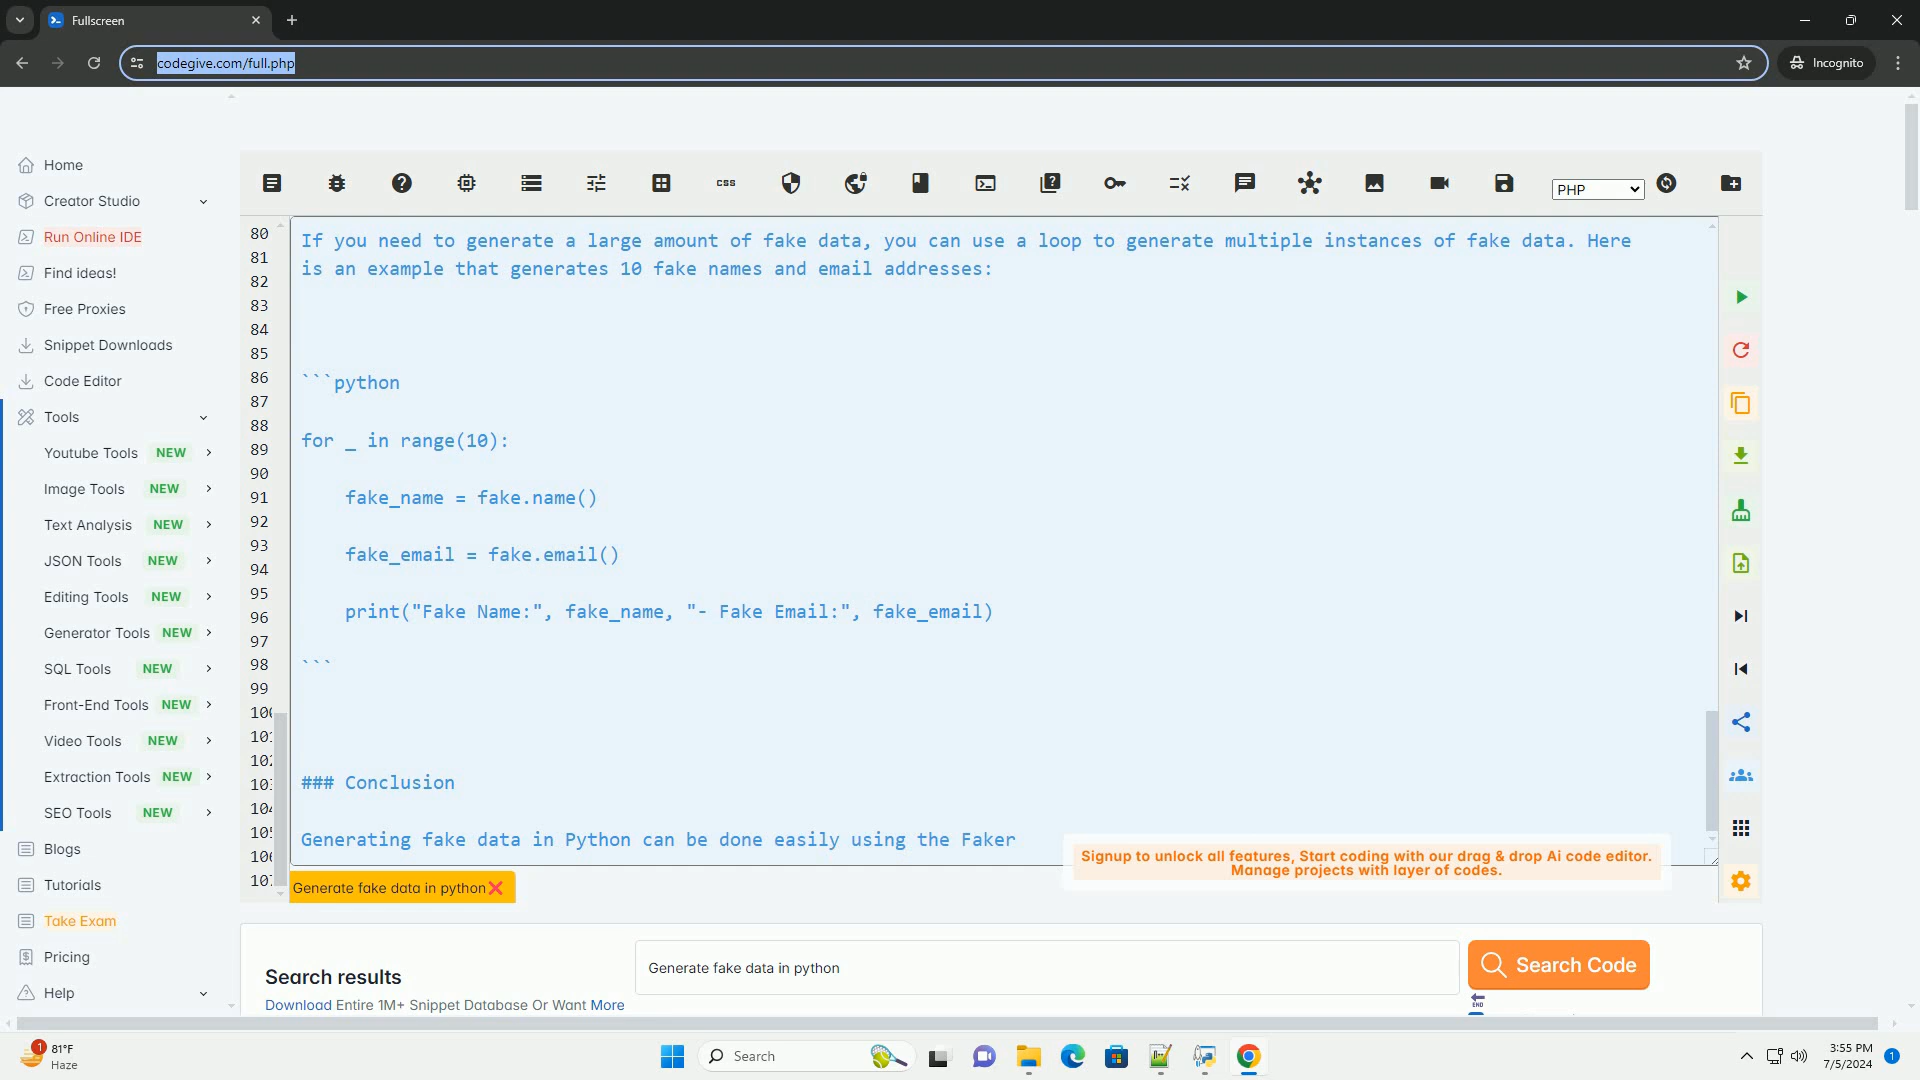 Fullscreen
codegive.com/full.php
Incognito
Home
Creator Studio
Run Online IDE
Find ideas!
Free Proxies
Snippet Downloads
Code Editor
Tools
Youtube Tools NEW
Image Tools NEW
Text Analysis NEW
JSON Tools NEW
Editing Tools NEW
Generator Tools NEW
SQL Tools NEW
Front-End Tools NEW
Video Tools NEW
Extraction Tools NEW
SEO Tools NEW
Blogs
Tutorials
Take Exam
Pricing
Help
css
PHP
80
81
82
83
84
85
86
87
88
89
90
91
92
93
94
95
96
97
98
99
If you need to generate a large amount of fake data, you can use a loop to generate multiple instances of fake data. Here
is an example that generates 10 fake names and email addresses:
```python
for _ in range(10):
fake_name = fake.name()
fake_email = fake.email()
print("Fake Name:", fake_name, "- Fake Email:", fake_email)
```
### Conclusion
Generating fake data in Python can be done easily using the Faker
Signup to unlock all features, Start coding with our drag & drop Ai code editor.
Manage projects with layer of codes.
Generate fake data in python
Search results
Download Entire 1M+ Snippet Database Or Want More
Generate fake data in python
Search Code
END
1
81°F
Haze
Search
3:55 PM
7/5/2024
1